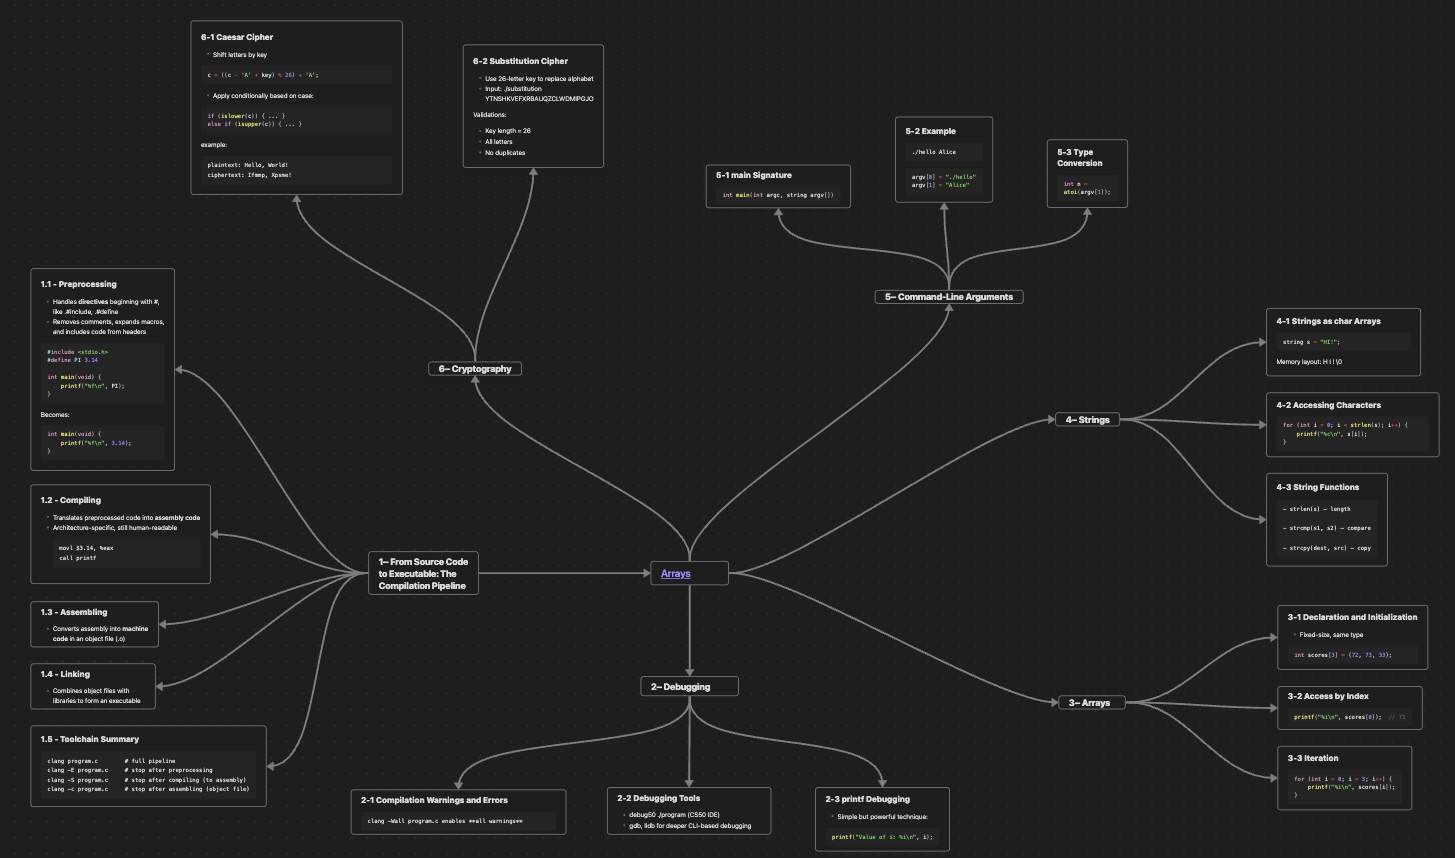 6-1 Caesar Cipher
Shift letters by key
c = ((c - 'A' + key) % 26) + 'A';
Apply conditionally based on case:
if (islower(c)) { ... }
else if (isupper(c)) { ... }
example:
plaintext: Hello, World!
ciphertext: Ifmmp, Xpsme!
6-2 Substitution Cipher
Use 26-letter key to replace alphabet
Input: ./substitution
YTNSHKVEFXRBAUQZCLWDMIPGJO
Validations:
Key length = 26
All letters
No duplicates
5-1 main Signature
int main(int argc, string argv[])
5-2 Example
./hello Alice
argv[0] = "./hello"
argv[1] = "Alice"
5-3 Type
Conversion
int n =
atoi(argv[1]);
5– Command-Line Arguments
6– Cryptography
1.1 - Preprocessing
Handles directives beginning with #,
like .#include, .#define
Removes comments, expands macros,
and includes code from headers
#include <stdio.h>
#define PI 3.14
int main(void) {
printf("%f\n", PI);
}
Becomes:
int main(void) {
printf("%f\n", 3.14);
}
1.2 - Compiling
Translates preprocessed code into assembly code
Architecture-specific, still human-readable
movl $3.14, %eax
call printf
1.3 - Assembling
Converts assembly into machine
code in an object file (.o)
1.4 - Linking
Combines object files with
libraries to form an executable
1.5 - Toolchain Summary
clang program.c # full pipeline
clang -E program.c # stop after preprocessing
clang -S program.c # stop after compiling (to assembly)
clang -c program.c # stop after assembling (object file)
1– From Source Code
to Executable: The
Compilation Pipeline
Arrays
2– Debugging
2-1 Compilation Warnings and Errors
clang -Wall program.c enables **all warnings**
2-2 Debugging Tools
debug50 ./program (CS50 IDE)
gdb, lldb for deeper CLI-based debugging
2-3 printf Debugging
Simple but powerful technique:
printf("Value of i: %i\n", i);
4– Strings
4-1 Strings as char Arrays
string s = "HI!";
Memory layout: H I ! \0
4-2 Accessing Characters
for (int i = 0; i < strlen(s); i++) {
printf("%c\n", s[i]);
}
4-3 String Functions
– strlen(s) – length
– strcmp(s1, s2) – compare
– strcpy(dest, src) – copy
3– Arrays
3-1 Declaration and Initialization
Fixed-size, same type
int scores[3] = {72, 73, 33};
3-2 Access by Index
printf("%i\n", scores[0]); // 72
3-3 Iteration
for (int i = 0; i < 3; i++) {
printf("%i\n", scores[i]);
}